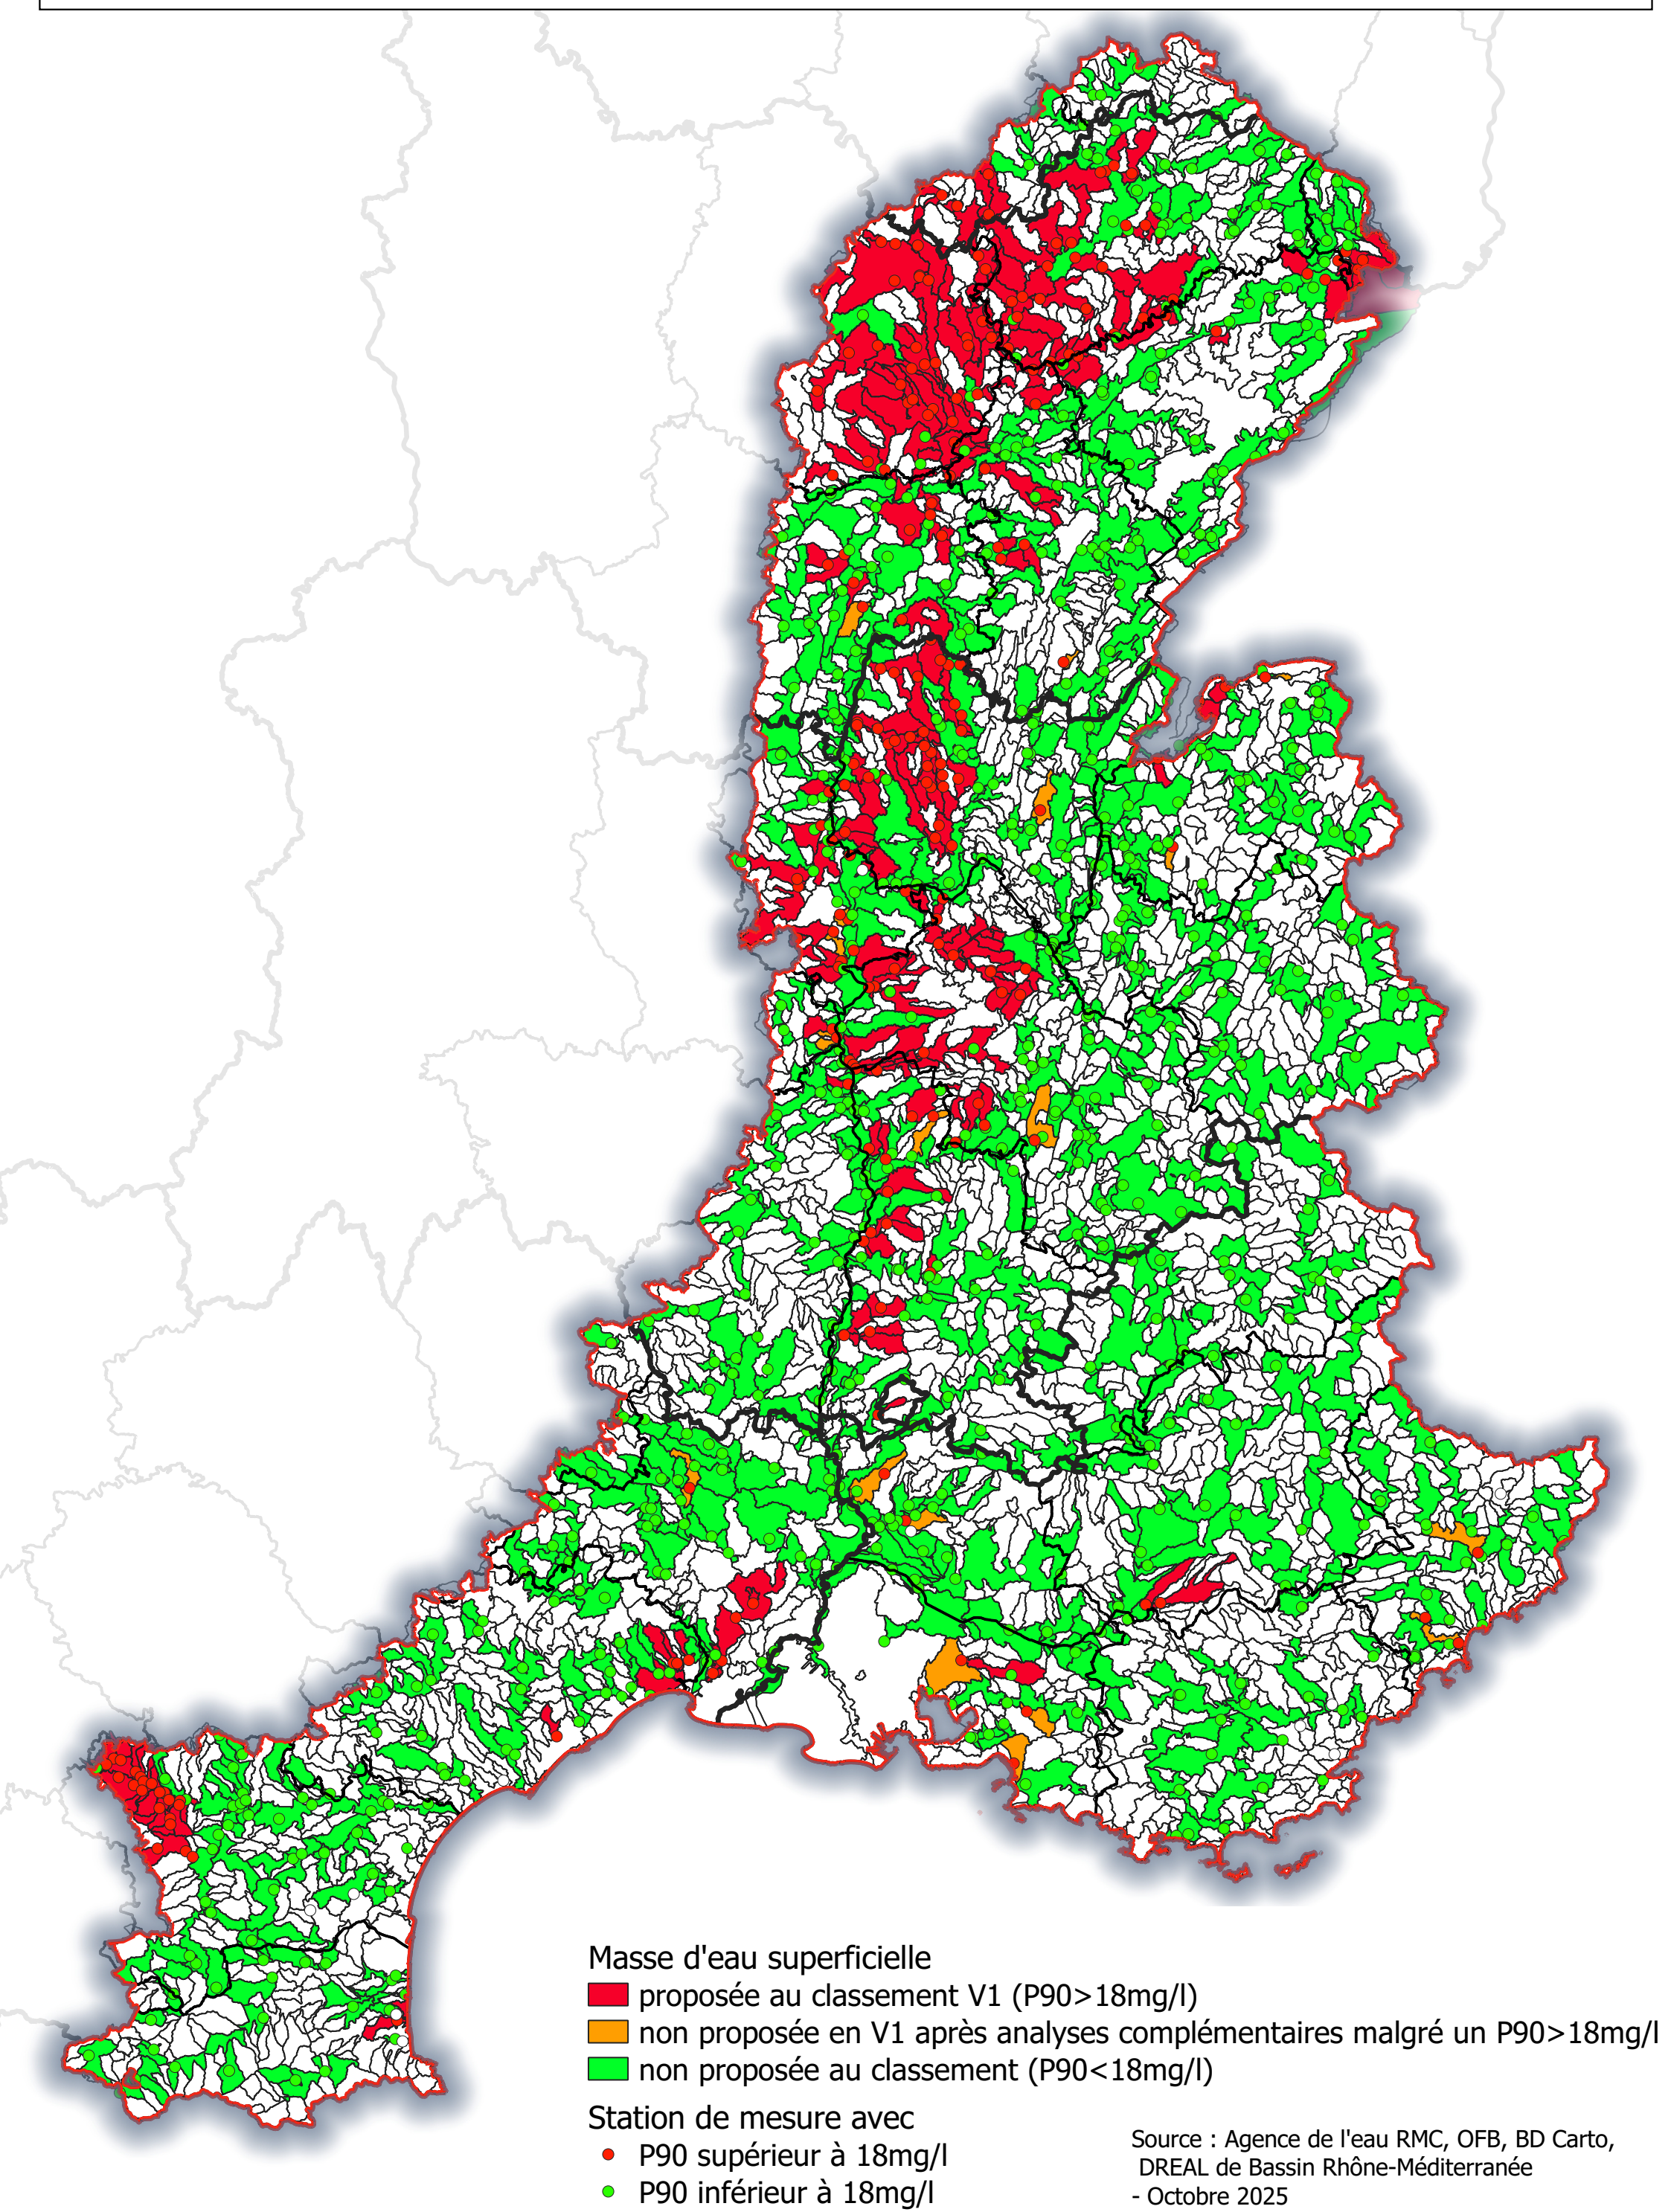 Masse d'eau superficielle
proposée au classement V1 (P90>18mg/l)
non proposée en V1 après analyses complémentaires malgré un P90>18mg/l
non proposée au classement (P90<18mg/l)
Station de mesure avec
P90 supérieur à 18mg/l
P90 inférieur à 18mg/l
Source : Agence de l'eau RMC, OFB, BD Carto,
DREAL de Bassin Rhône-Méditerranée
- Octobre 2025